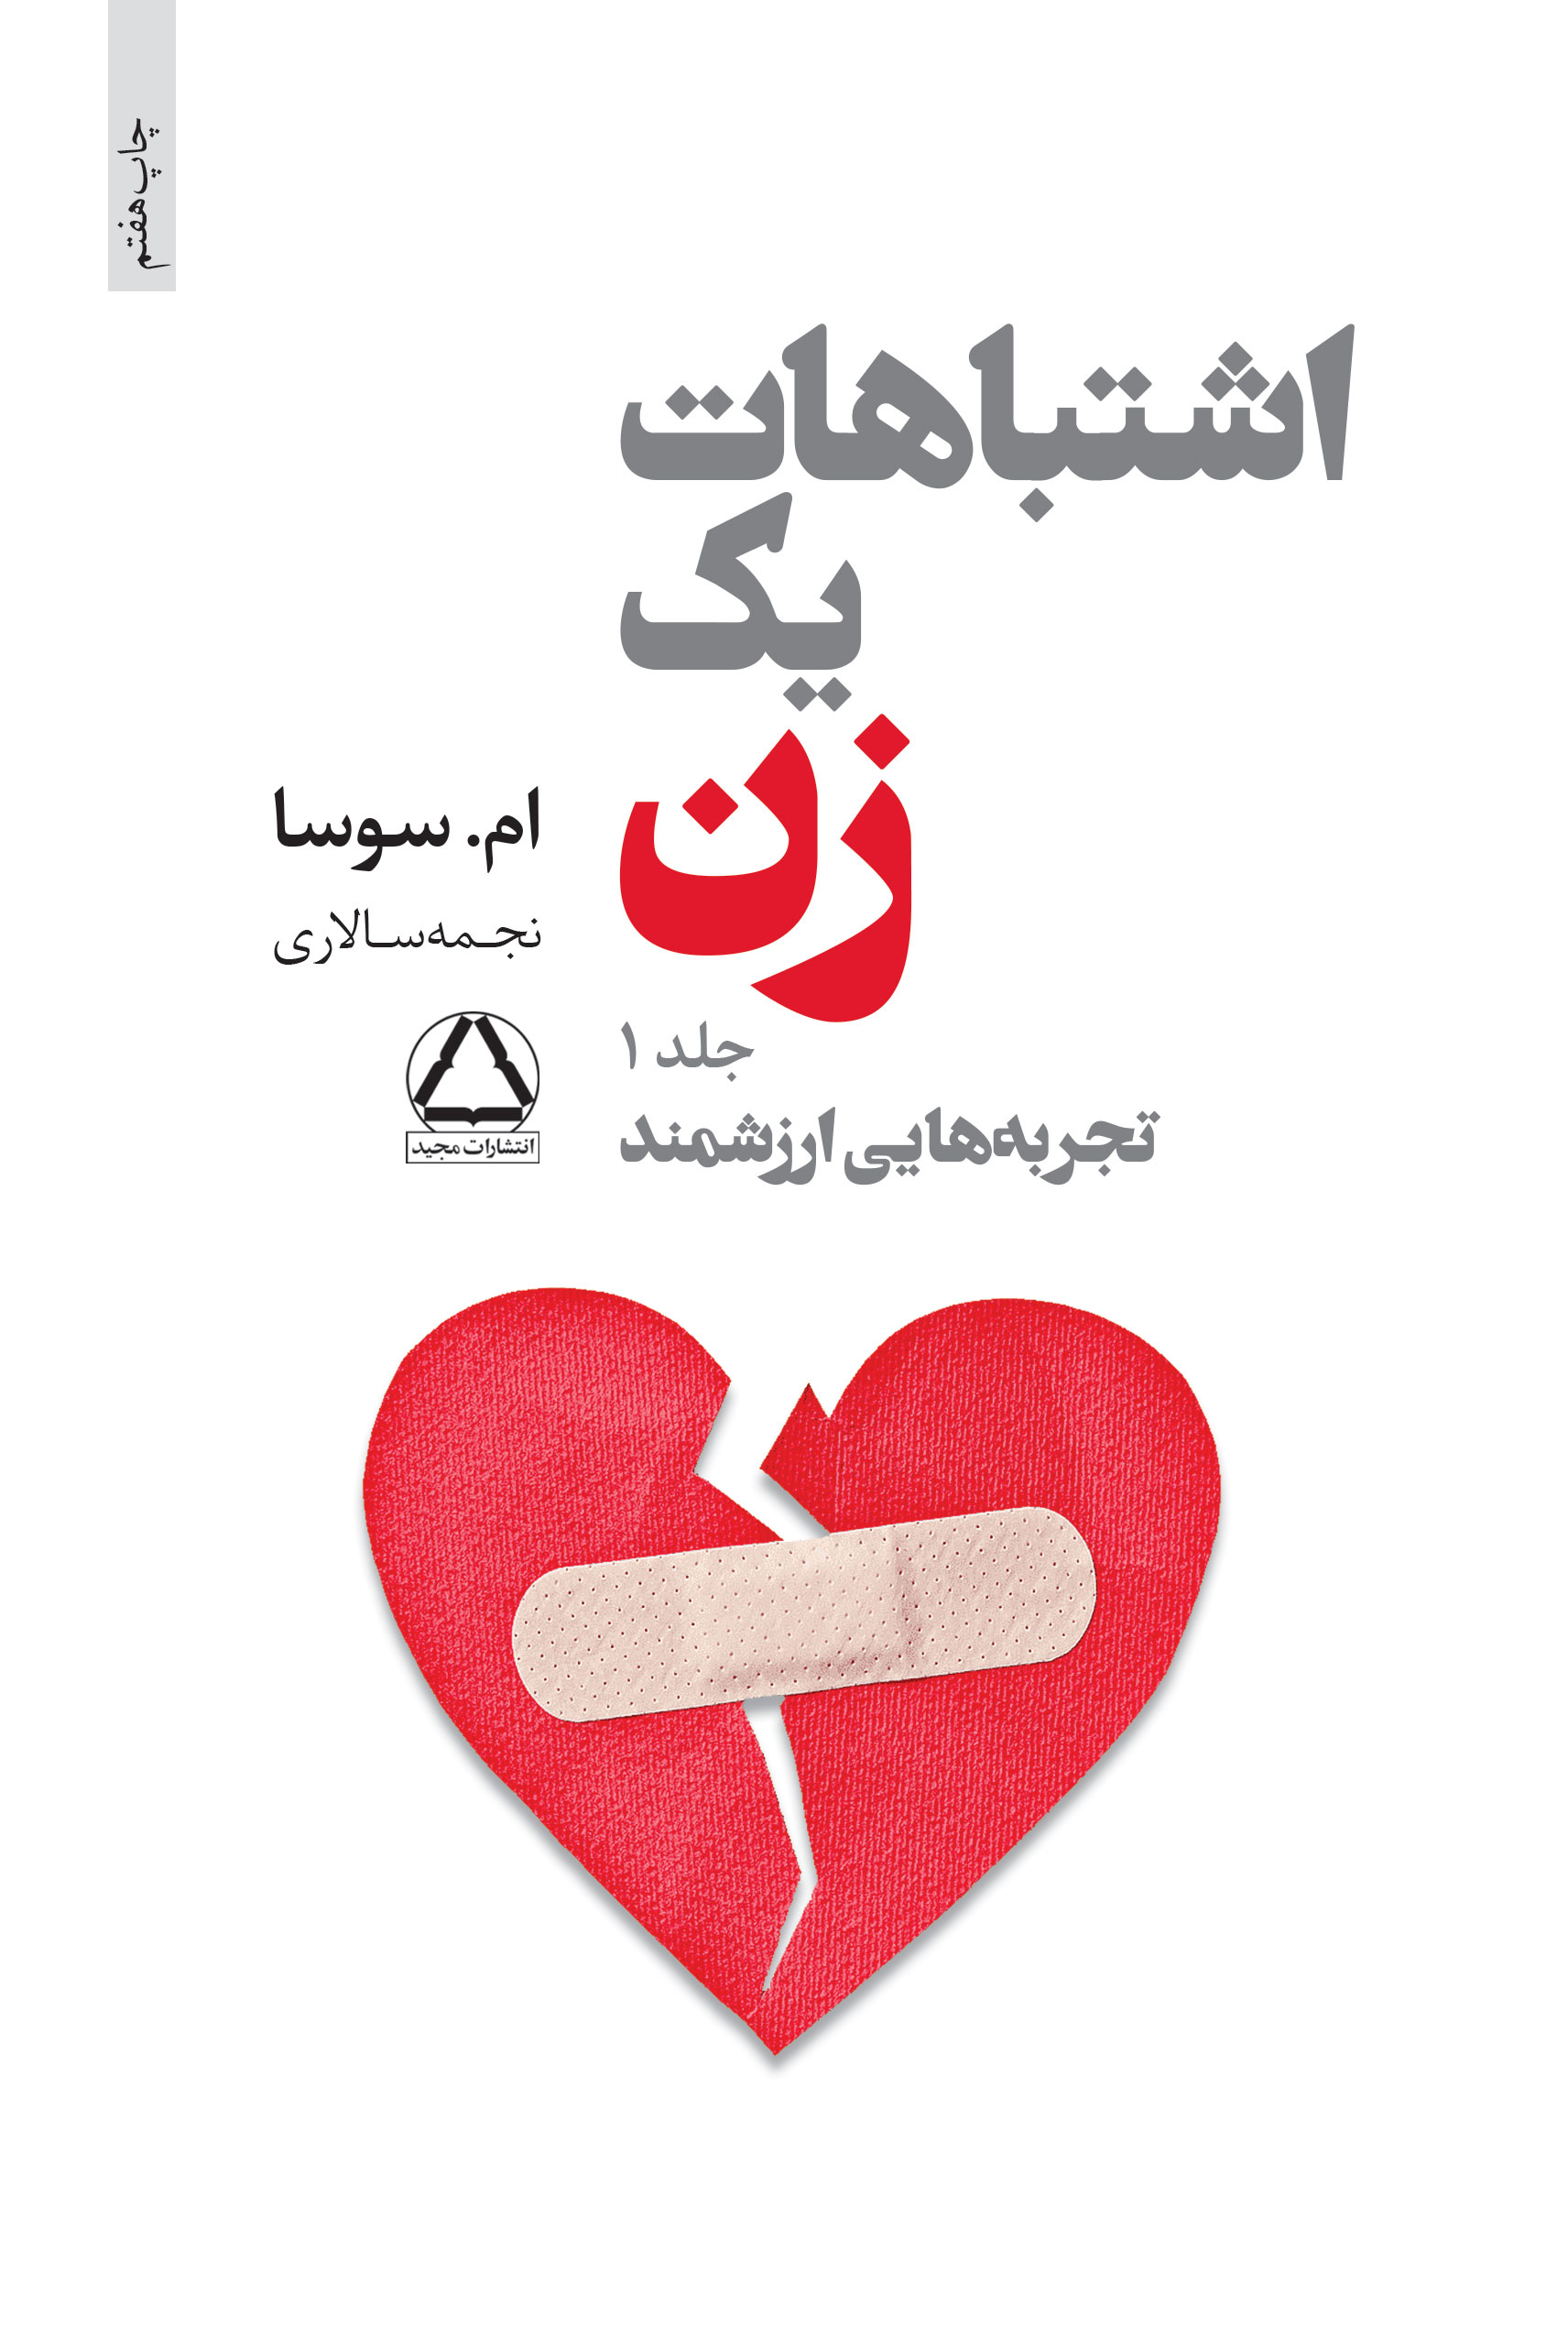 چاپ هفتم
اشتباهات
یک
زن
ام. سوسا
نجمه سالاری
جلد ۱
تجربه‌هایی ارزشمند
انتشارات مجید